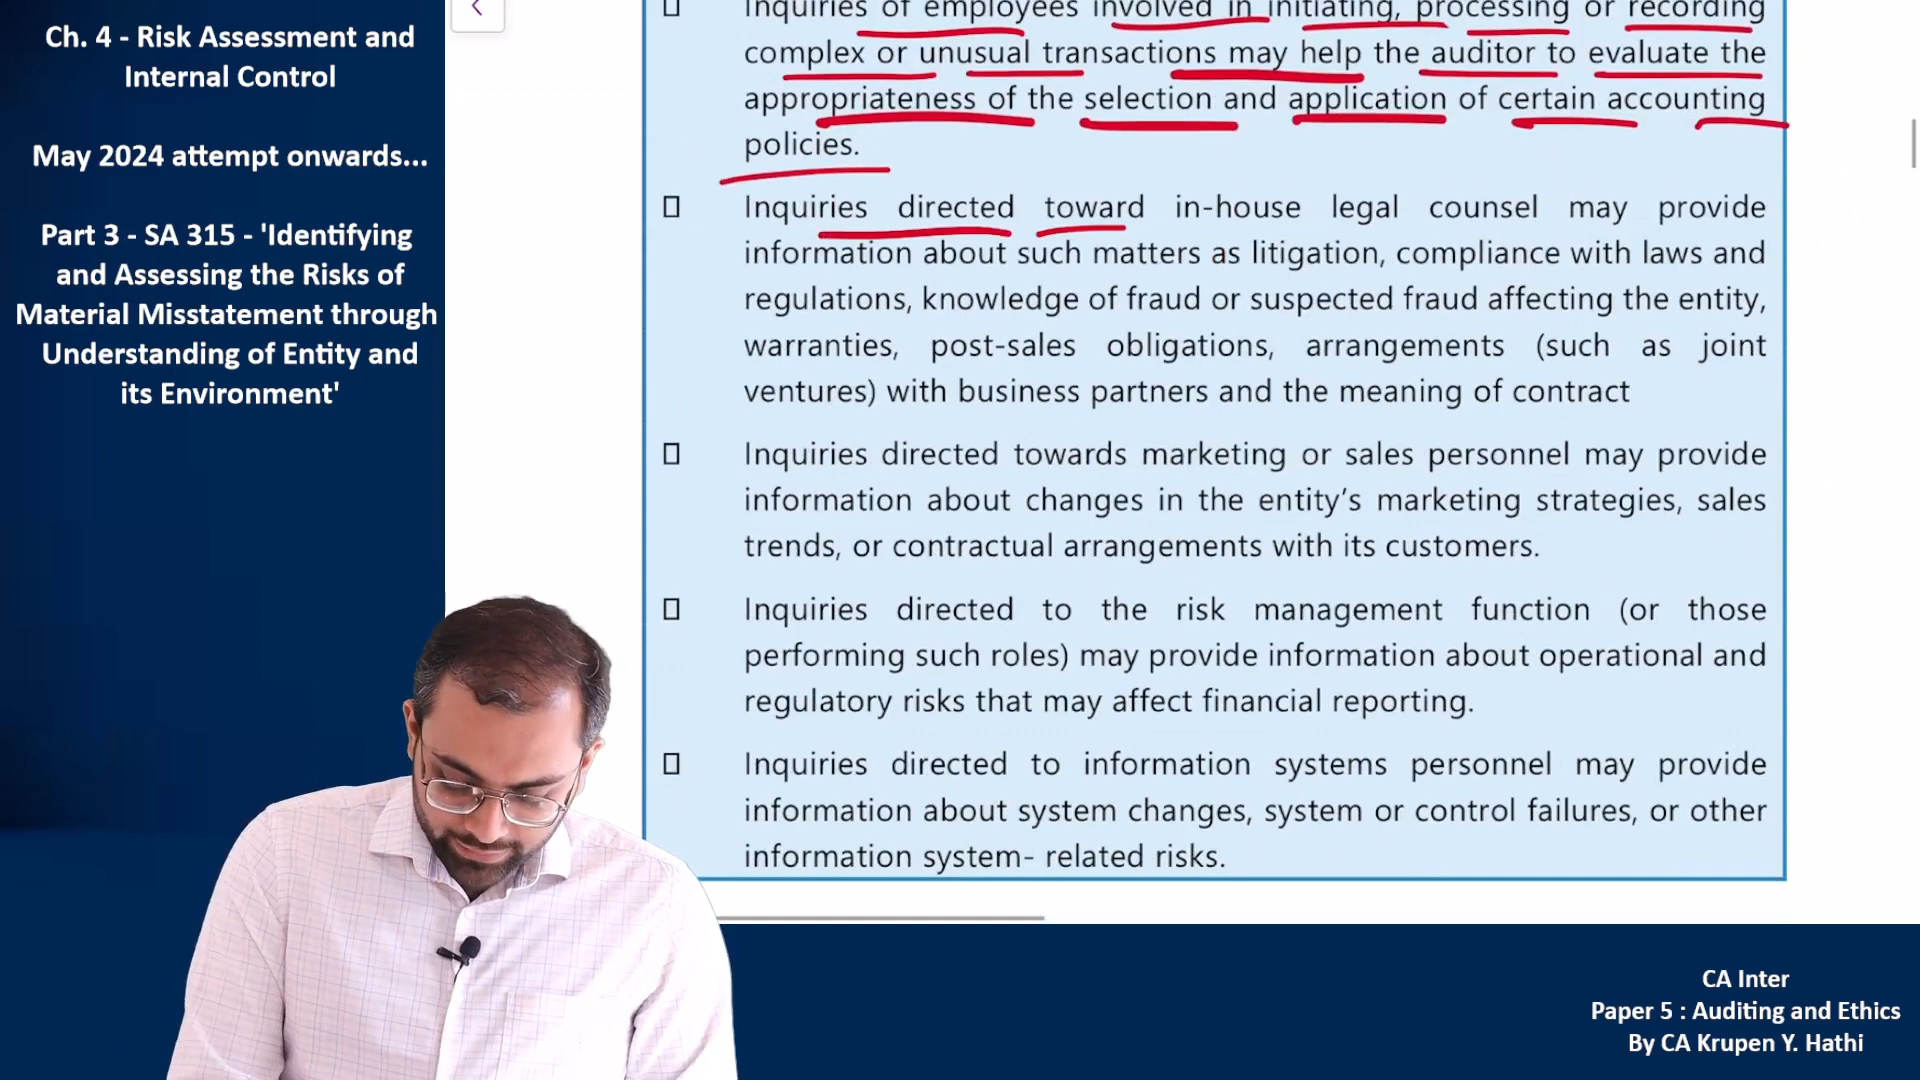 Ch. 4 - Risk Assessment and
Internal Control
May 2024 attempt onwards...
Part 3 - SA 315 - 'Identifying
and Assessing the Risks of
Material Misstatement through
Understanding of Entity and
its Environment'
Inquiries of employees involved in initiating, processing or recording
complex or unusual transactions may help the auditor to evaluate the
appropriateness of the selection and application of certain accounting
policies.
Inquiries directed toward in-house legal counsel may provide
information about such matters as litigation, compliance with laws and
regulations, knowledge of fraud or suspected fraud affecting the entity,
warranties, post-sales obligations, arrangements (such as joint
ventures) with business partners and the meaning of contract
Inquiries directed towards marketing or sales personnel may provide
information about changes in the entity’s marketing strategies, sales
trends, or contractual arrangements with its customers.
Inquiries directed to the risk management function (or those
performing such roles) may provide information about operational and
regulatory risks that may affect financial reporting.
Inquiries directed to information systems personnel may provide
information about system changes, system or control failures, or other
information system- related risks.
CA Inter
Paper 5 : Auditing and Ethics
By CA Krupen Y. Hathi